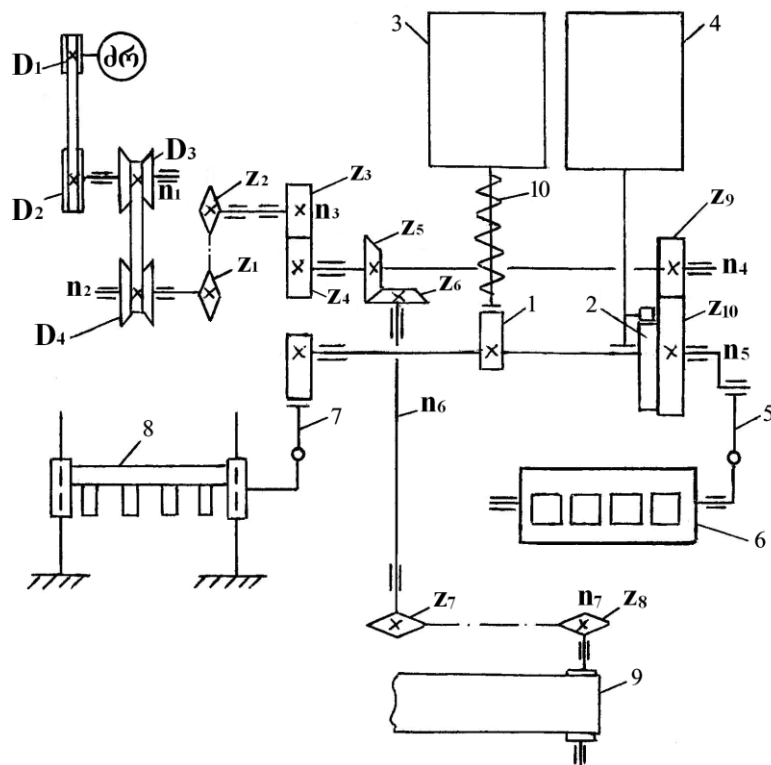 3
4
D₁
ძრ
D₃
D₂
n₁
z₂
z₃
n₃
10
z₉
z₅
n₂
z₁
z₄
z₆
n₄
D₄
1
2
z₁₀
n₅
n₆
7
5
8
6
z₇
n₇
z₈
9